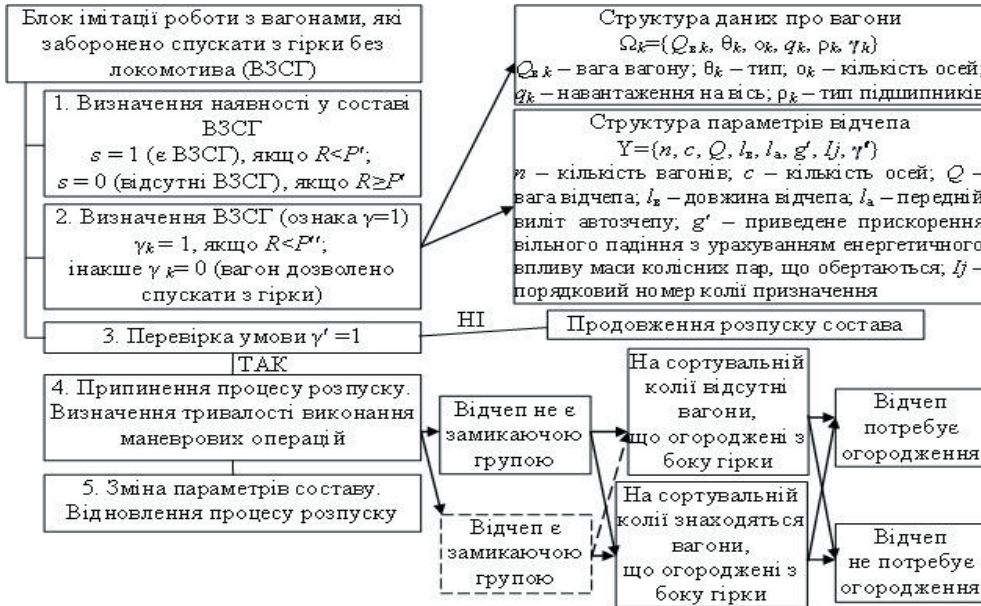 Блок імітації роботи з вагонами, які
заборонено спускати з гірки без
локомотива (ВЗСГ)
1. Визначення наявності у составі
ВЗСГ
s = 1 (є ВЗСГ), якщо R<P';
s = 0 (відсутні ВЗСГ), якщо R≥P'
2. Визначення ВЗСГ (ознака γ=1)
γk = 1, якщо R<P'';
інакше γk = 0 (вагон дозволено
спускати з гірки)
3. Перевірка умови γ' =1
НІ
Продовження розпуску состава
ТАК
4. Припинення процесу розпуску.
Визначення тривалості виконання
маневрових операцій
5. Зміна параметрів составу.
Відновлення процесу розпуску
Структура даних про вагони
Ωk={Qв k, θk, ok, qk, ρk, γk}
Qв k – вага вагону; θk – тип; ok – кількість осей;
qk – навантаження на вісь; ρk – тип підшипників
Структура параметрів відчепа
Y={n, c, Q, lв, lа, g', Ij, γ'}
n – кількість вагонів; c – кількість осей; Q –
вага відчепа; lв – довжина відчепа; lа – передній
виліт автозчепу; g' – приведене прискорення
вільного падіння з урахуванням енергетичного
впливу маси колісних пар, що обертаються; Ij –
порядковий номер колії призначення
Відчеп не є
замикаючою
групою
Відчеп є
замикаючою
групою
На сортувальній
колії відсутні
вагони,
що огороджені з
боку гірки
На сортувальній
колії знаходяться
вагони,
що огороджені з
боку гірки
Відчеп
потребує
огородження
Відчеп
не потребує
огородження